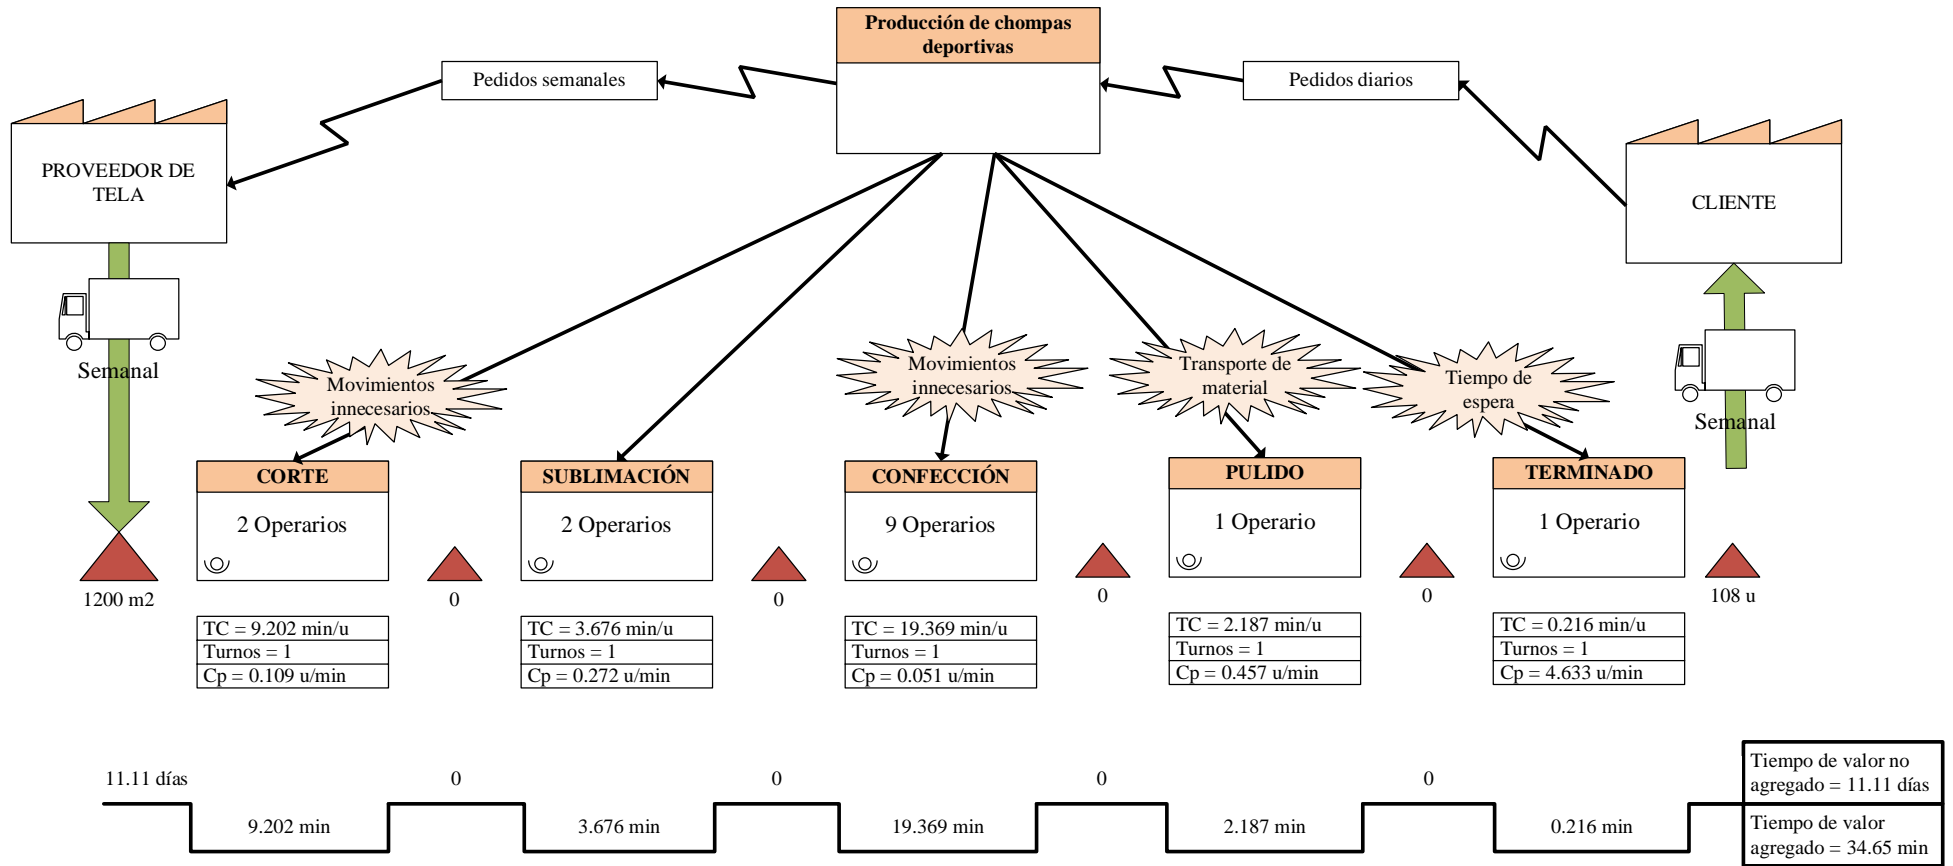 Producción de chompas
deportivas
Pedidos semanales
Pedidos diarios
PROVEEDOR DE
TELA
CLIENTE
Semanal
Semanal
Movimientos
innecesarios
Movimientos
innecesarios
Transporte de
material
Tiempo de
espera
CORTE
2 Operarios
SUBLIMACIÓN
2 Operarios
CONFECCIÓN
9 Operarios
PULIDO
1 Operario
TERMINADO
1 Operario
1200 m2
0
0
0
0
108 u
TC = 9.202 min/u
Turnos = 1
Cp = 0.109 u/min
TC = 3.676 min/u
Turnos = 1
Cp = 0.272 u/min
TC = 19.369 min/u
Turnos = 1
Cp = 0.051 u/min
TC = 2.187 min/u
Turnos = 1
Cp = 0.457 u/min
TC = 0.216 min/u
Turnos = 1
Cp = 4.633 u/min
11.11 días
0
0
0
0
9.202 min
3.676 min
19.369 min
2.187 min
0.216 min
Tiempo de valor no
agregado = 11.11 días
Tiempo de valor
agregado = 34.65 min